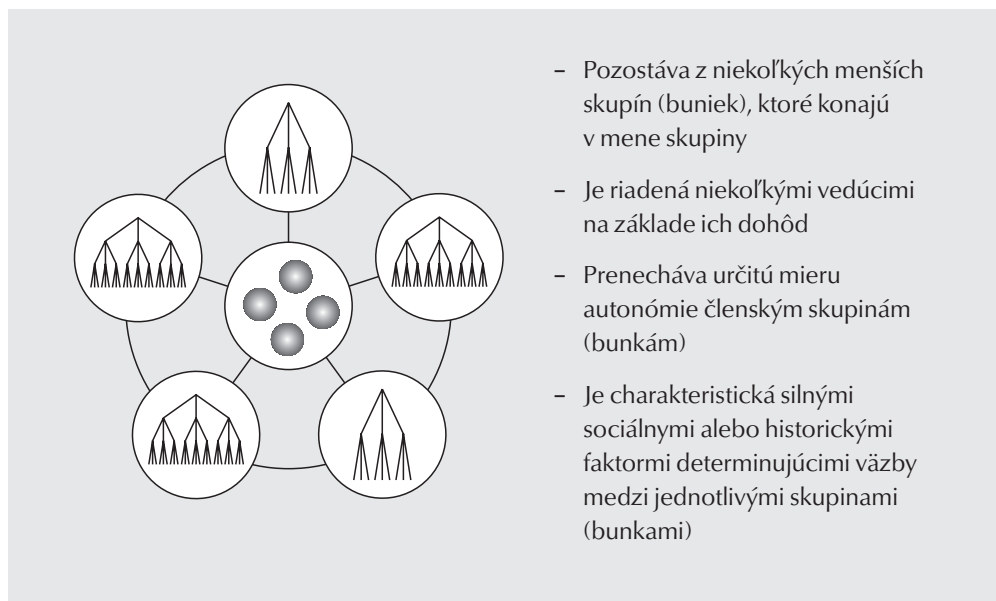 – Pozostáva z niekoľkých menších
skupín (buniek), ktoré konajú
v mene skupiny
– Je riadená niekoľkými vedúcimi
na základe ich dohôd
– Prenecháva určitú mieru
autonómie členským skupinám
(bunkám)
– Je charakteristická silnými
sociálnymi alebo historickými
faktormi determinujúcimi väzby
medzi jednotlivými skupinami
(bunkami)